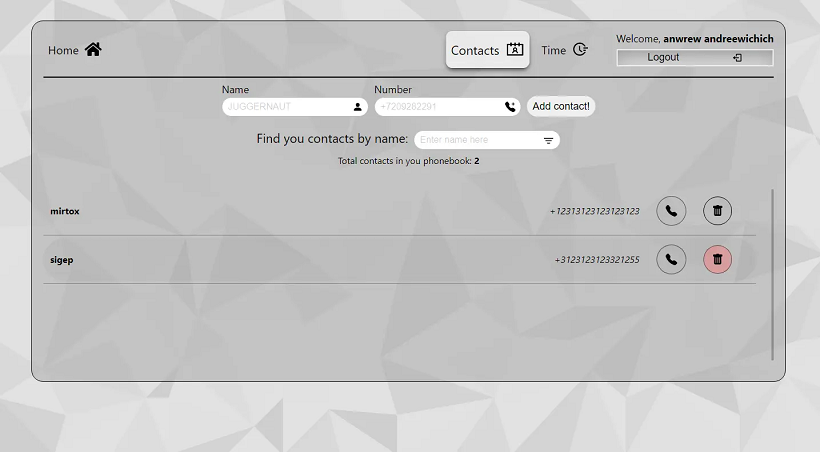 Home
Contacts
Time
Welcome, anwrew andreewichich
Logout
Name
Number
JUGGERNAUT
+7209282291
Add contact!
Find you contacts by name:
Enter name here
Total contacts in you phonebook: 2
mirtox
+12313123123123123
sigep
+3123123123321255